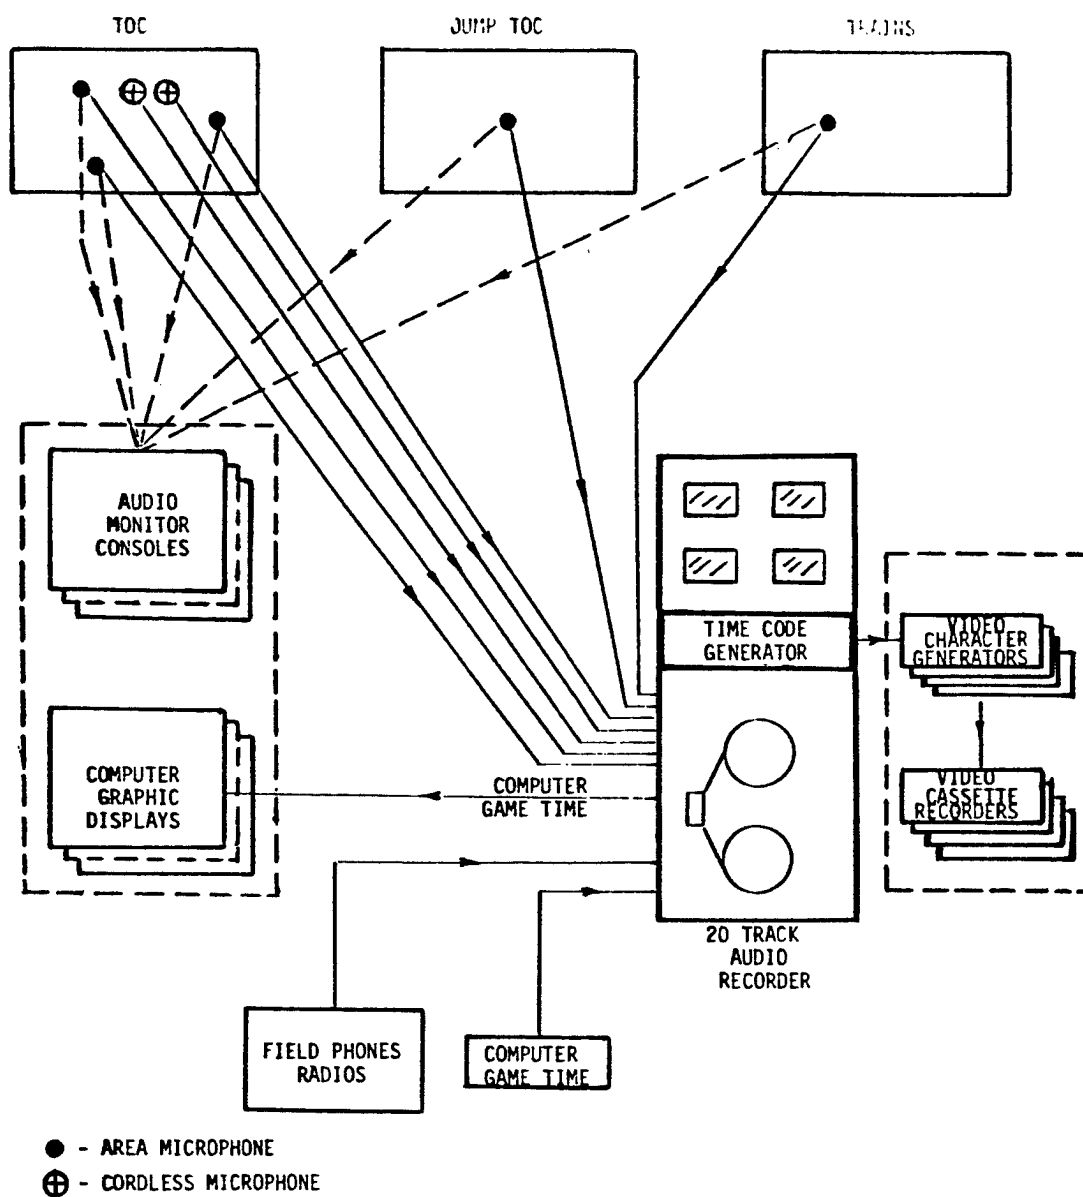 TOC
JUMP TOC
TRAINS
AUDIO
MONITOR
CONSOLES
TIME CODE
GENERATOR
VIDEO
CHARACTER
GENERATORS
COMPUTER
GRAPHIC
DISPLAYS
COMPUTER
GAME TIME
VIDEO
CASSETTE
RECORDERS
20 TRACK
AUDIO
RECORDER
FIELD PHONES
RADIOS
COMPUTER
GAME TIME
- AREA MICROPHONE
- CORDLESS MICROPHONE